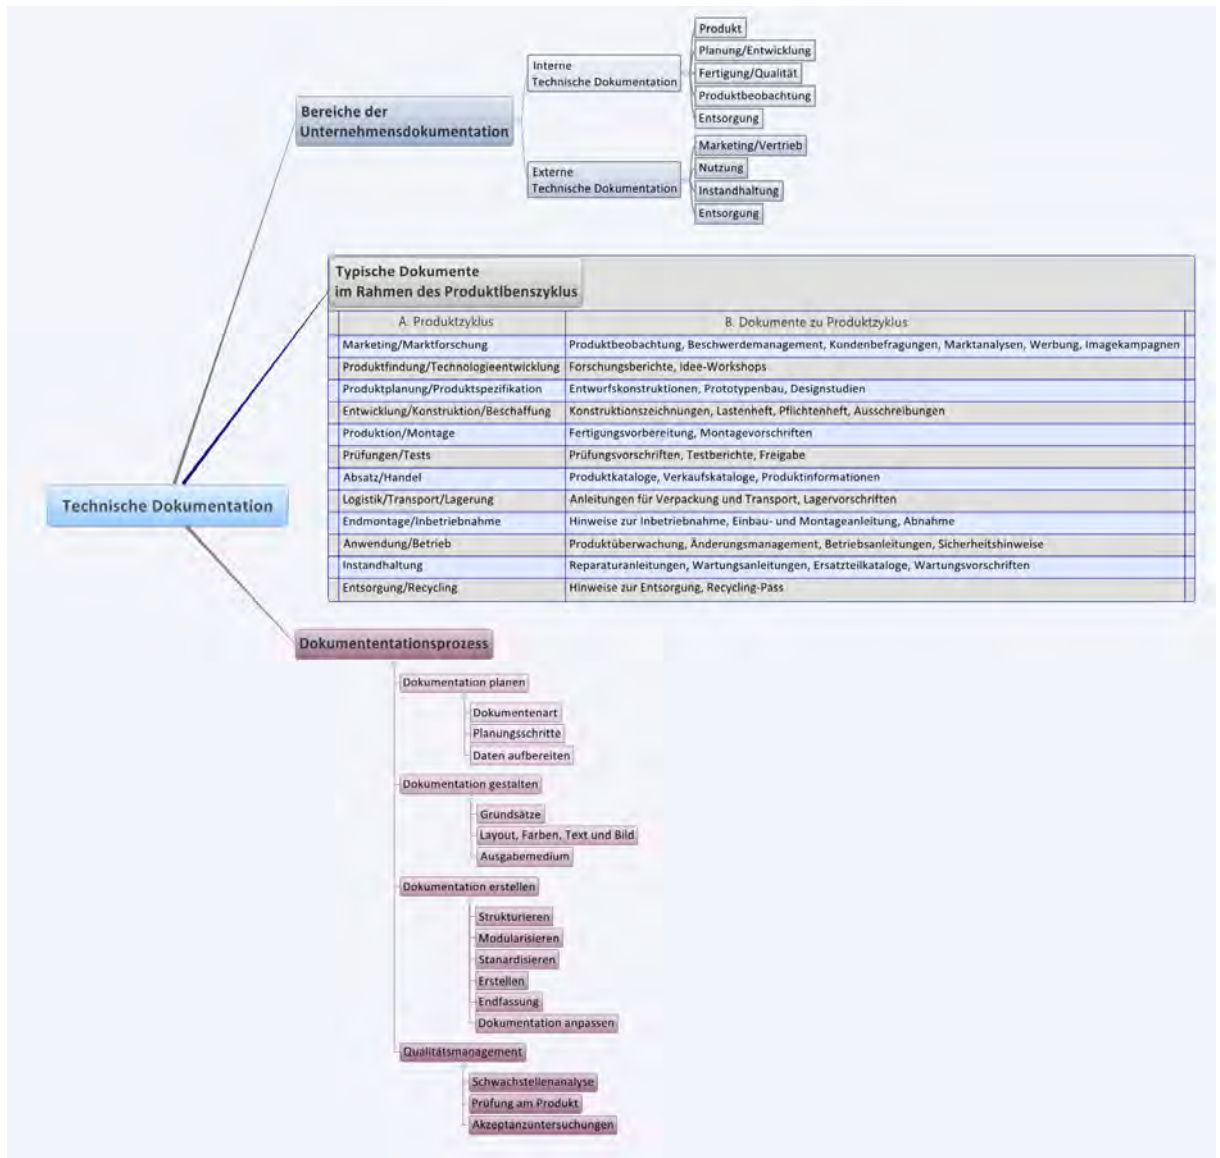 Produkt
Planung/Entwicklung
Interne
Technische Dokumentation
Fertigung/Qualität
Produktbeobachtung
Entsorgung
Bereiche der
Unternehmensdokumentation
Marketing/Vertrieb
Externe
Technische Dokumentation
Nutzung
Instandhaltung
Entsorgung
Typische Dokumente
im Rahmen des Produktlbenszyklus
A. Produktzyklus B. Dokumente zu Produktzyklus
Marketing/Marktforschung Produktbeobachtung, Beschwerdemanagement, Kundenbefragungen, Marktanalysen, Werbung, Imagekampagnen
Produktfindung/Technologieentwicklung Forschungsberichte, Idee-Workshops
Produktplanung/Produktspezifikation Entwurfskonstruktionen, Prototypenbau, Designstudien
Entwicklung/Konstruktion/Beschaffung Konstruktionszeichnungen, Lastenheft, Pflichtenheft, Ausschreibungen
Produktion/Montage Fertigungsvorbereitung, Montagevorschriften
Prüfungen/Tests Prüfungsvorschriften, Testberichte, Freigabe
Absatz/Handel Produktkataloge, Verkaufskataloge, Produktinformationen
Logistik/Transport/Lagerung Anleitungen für Verpackung und Transport, Lagervorschriften
Endmontage/Inbetriebnahme Hinweise zur Inbetriebnahme, Einbau- und Montageanleitung, Abnahme
Anwendung/Betrieb Produktüberwachung, Änderungsmanagement, Betriebsanleitungen, Sicherheitshinweise
Instandhaltung Reparaturanleitungen, Wartungsanleitungen, Ersatzteilkataloge, Wartungsvorschriften
Entsorgung/Recycling Hinweise zur Entsorgung, Recycling-Pass
Technische Dokumentation
Dokumententationsprozess
Dokumentation planen
Dokumentenart
Planungsschritte
Daten aufbereiten
Dokumentation gestalten
Grundsätze
Layout, Farben, Text und Bild
Ausgabemedium
Dokumentation erstellen
Strukturieren
Modularisieren
Stanardisieren
Erstellen
Endfassung
Dokumentation anpassen
Qualitätsmanagement
Schwachstellenanalyse
Prüfung am Produkt
Akzeptanzuntersuchungen